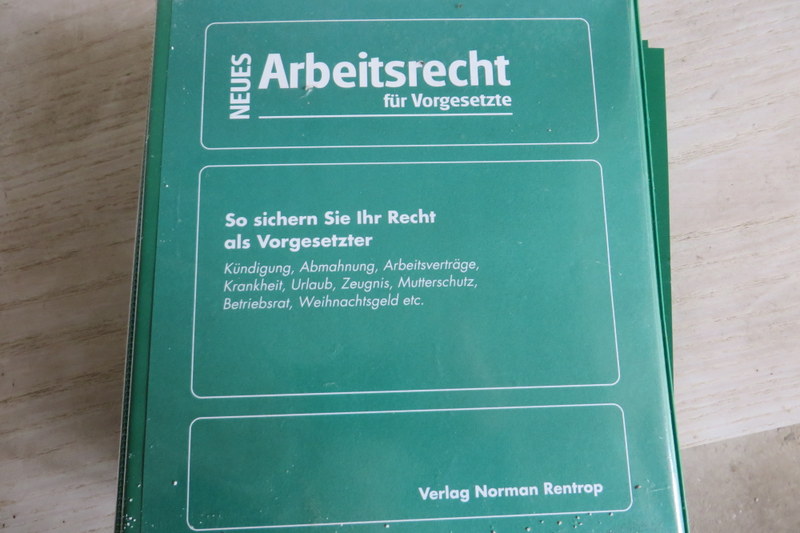 NEUES Arbeitsrecht
für Vorgesetzte
So sichern Sie Ihr Recht
als Vorgesetzter
Kündigung, Abmahnung, Arbeitsverträge,
Krankheit, Urlaub, Zeugnis, Mutterschutz,
Betriebsrat, Weihnachtsgeld etc.
Verlag Norman Rentrop